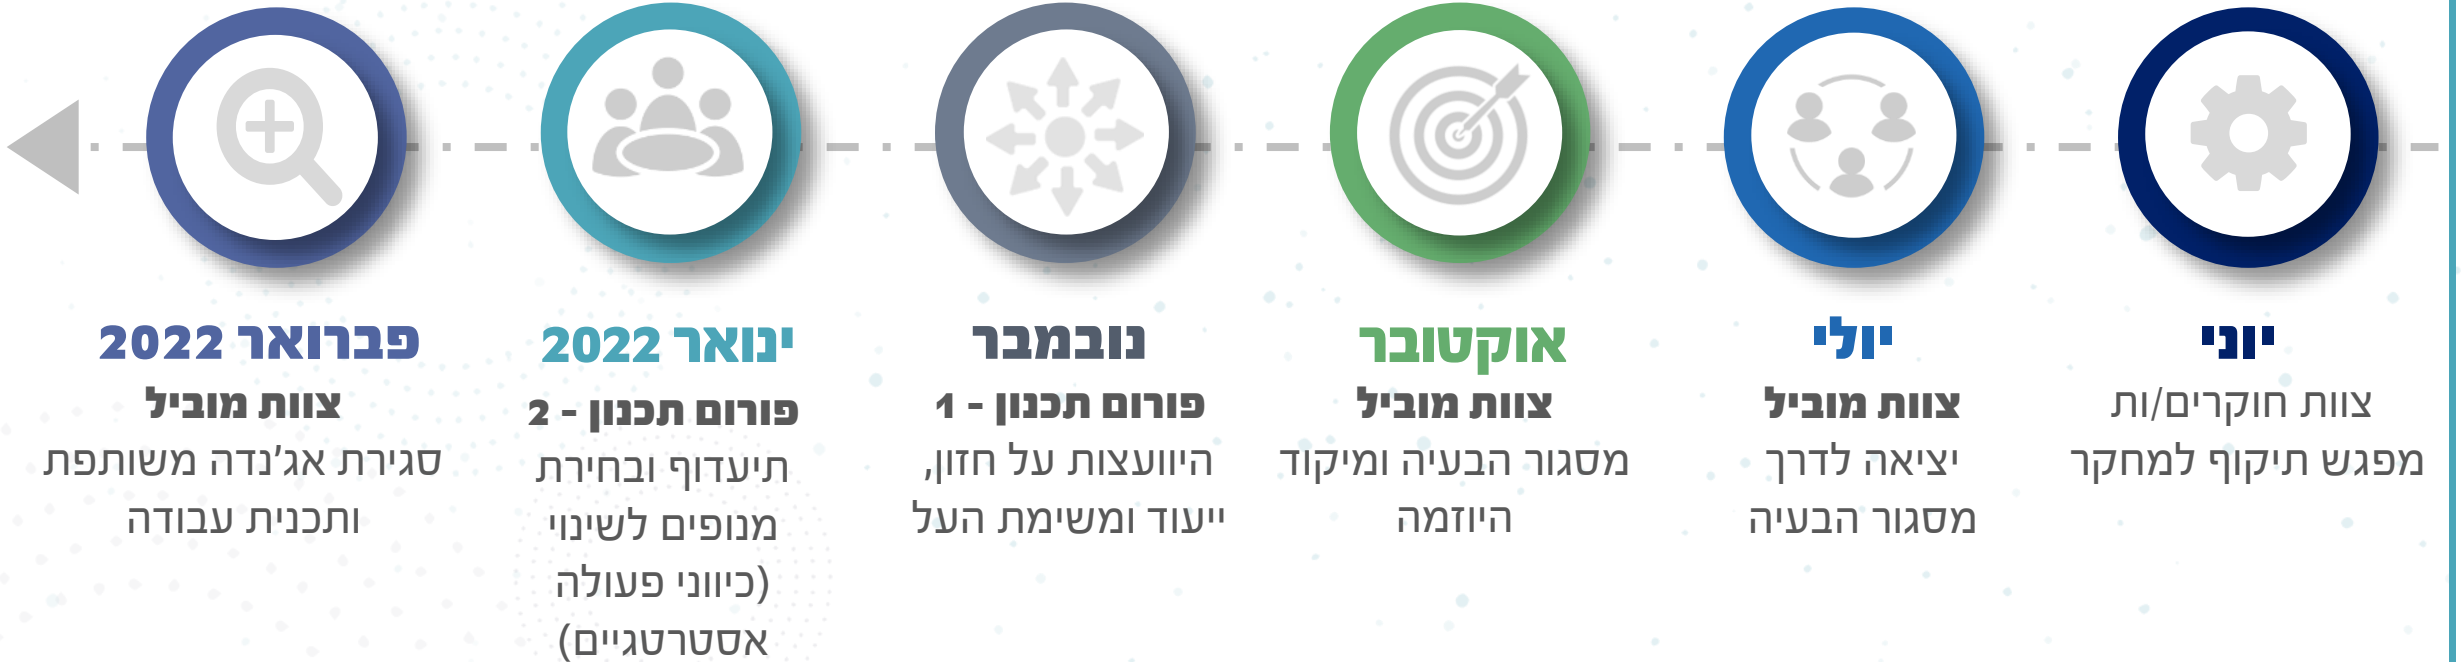 יוני
צוות חוקרים/ות
מפגש תיקוף למחקר
יולי
צוות מוביל
יציאה לדרך
מסגור הבעיה
אוקטובר
צוות מוביל
מסגור הבעיה ומיקוד
היוזמה
נובמבר
פורום תכנון - 1
היוועצות על חזון,
ייעוד ומשימת העל
ינואר 2022
פורום תכנון - 2
תיעדוף ובחירת
מנופים לשינוי
(כיווני פעולה
אסטרטגיים)
פברואר 2022
צוות מוביל
סגירת אג'נדה משותפת
ותכנית עבודה